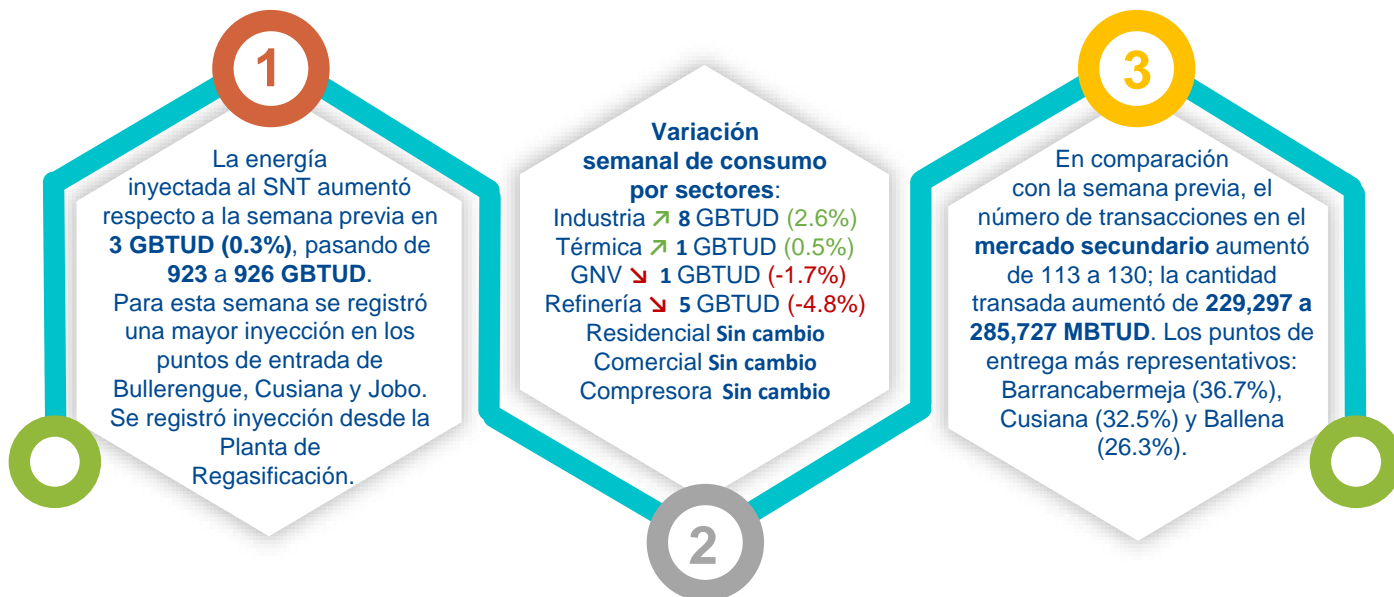 1
La energía
inyectada al SNT aumentó
respecto a la semana previa en
3 GBTUD (0.3%), pasando de
923 a 926 GBTUD.
Para esta semana se registró
una mayor inyección en los
puntos de entrada de
Bullerengue, Cusiana y Jobo.
Se registró inyección desde la
Planta de
Regasificación.
Variación
semanal de consumo
por sectores:
Industria ↗ 8 GBTUD (2.6%)
Térmica ↗ 1 GBTUD (0.5%)
GNV ↘ 1 GBTUD (-1.7%)
Refinería ↘ 5 GBTUD (-4.8%)
Residencial Sin cambio
Comercial Sin cambio
Compresora Sin cambio
2
3
En comparación
con la semana previa, el
número de transacciones en el
mercado secundario aumentó
de 113 a 130; la cantidad
transada aumentó de 229,297 a
285,727 MBTUD. Los puntos de
entrega más representativos:
Barrancabermeja (36.7%),
Cusiana (32.5%) y Ballena
(26.3%).